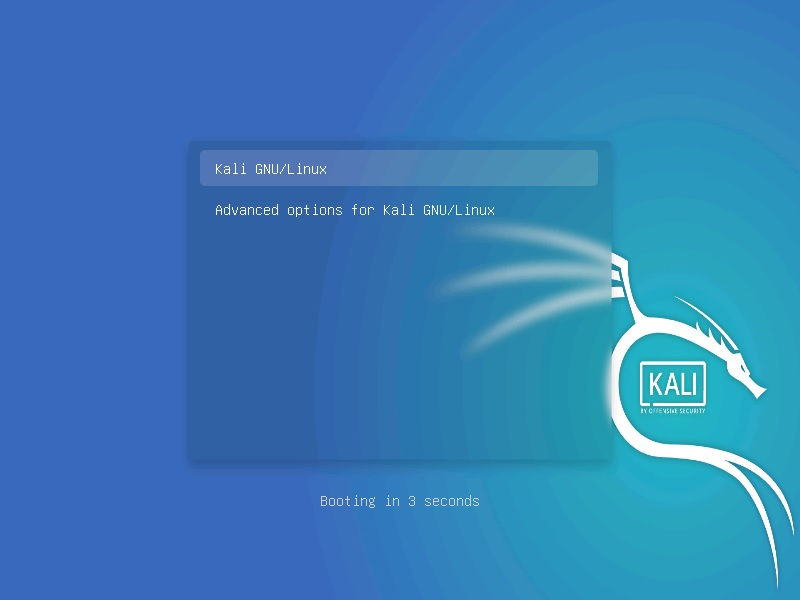 Kali GNU/Linux
Advanced options for Kali GNU/Linux
KALI
BY OFFENSIVE SECURITY
Booting in 3 seconds